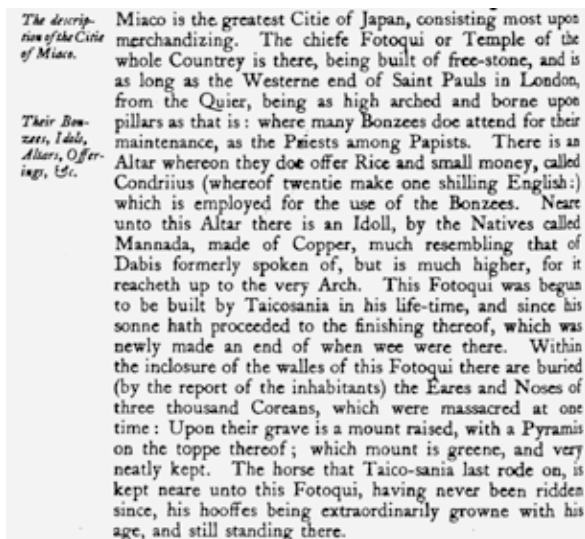 The descrip-
tion of the Citie
of Miaco.
Miaco is the greatest Citie of Japan, consisting most upon
merchandizing. The chiefe Fotoqui or Temple of the
whole Countrey is there, being built of free-stone, and is
as long as the Westerne end of Saint Pauls in London,
from the Quier, being as high arched and borne upon
pillars as that is: where many Bonzees doe attend for their
maintenance, as the Priests among Papists. There is an
Altar whereon they doe offer Rice and small money, called
Condriius (whereof twentie make one shilling English:)
which is employed for the use of the Bonzees. Neare
unto this Altar there is an Idoll, by the Natives called
Mannada, made of Copper, much resembling that of
Dabis formerly spoken of, but is much higher, for it
reacheth up to the very Arch. This Fotoqui was begun
to be built by Taicosania in his life-time, and since his
sonne hath proceeded to the finishing thereof, which was
newly made an end of when wee were there. Within
the inclosure of the walles of this Fotoqui there are buried
(by the report of the inhabitants) the Eares and Noses of
three thousand Coreans, which were massacred at one
time: Upon their grave is a mount raised, with a Pyramis
on the toppe thereof; which mount is greene, and very
neatly kept. The horse that Taico-sania last rode on, is
kept neare unto this Fotoqui, having never been ridden
since, his hooffes being extraordinarily growne with his
age, and still standing there.
Their Bon-
zees, Idols,
Altars, Offer-
ings, &c.